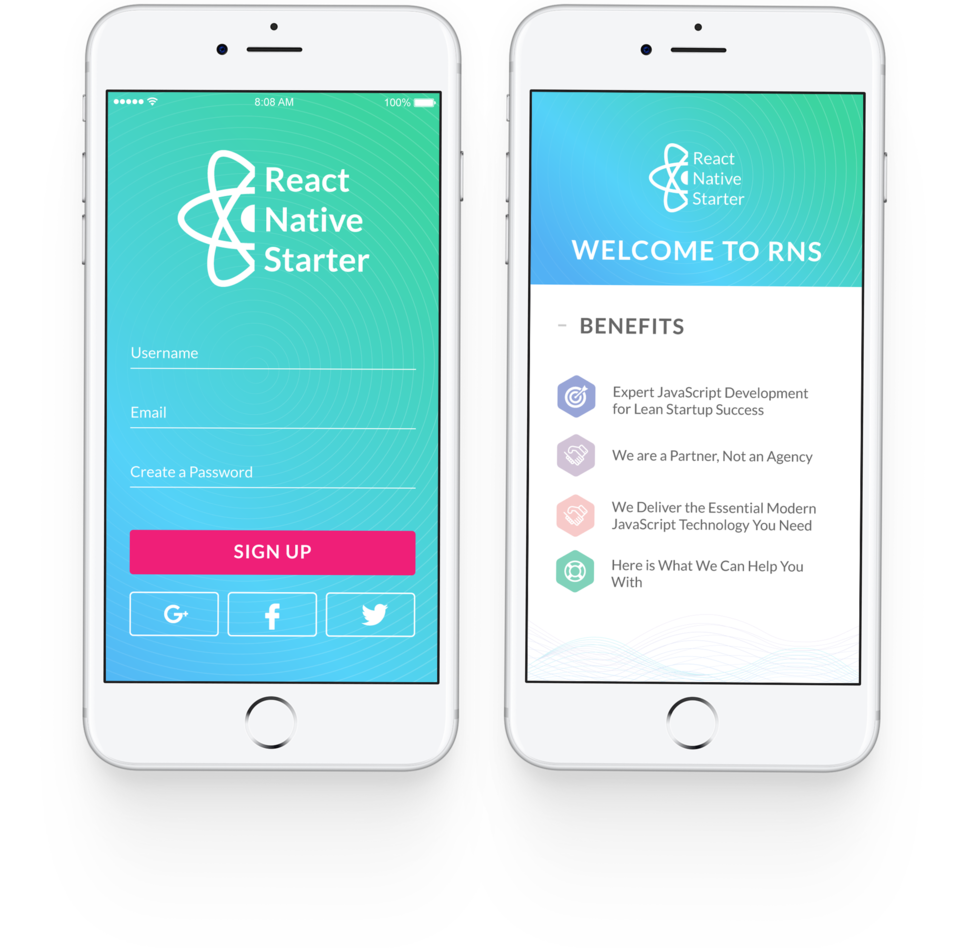 8:08 AM
100%
React
Native
Starter
Username
Email
Create a Password
SIGN UP
G+
React
Native
Starter
WELCOME TO RNS
BENEFITS
Expert JavaScript Development
for Lean Startup Success
We are a Partner, Not an Agency
We Deliver the Essential Modern
JavaScript Technology You Need
Here is What We Can Help You
With